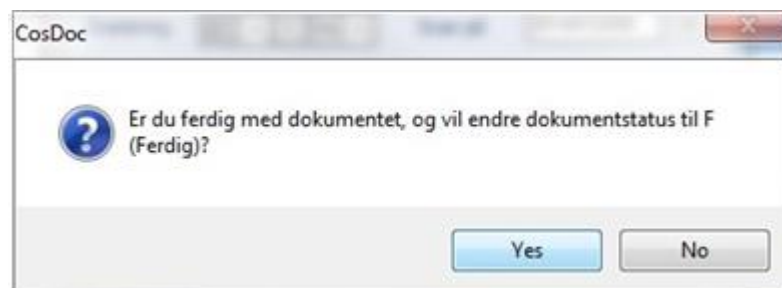 CosDoc
Er du ferdig med dokumentet, og vil endre dokumentstatus til F
(Ferdig)?
Yes
No